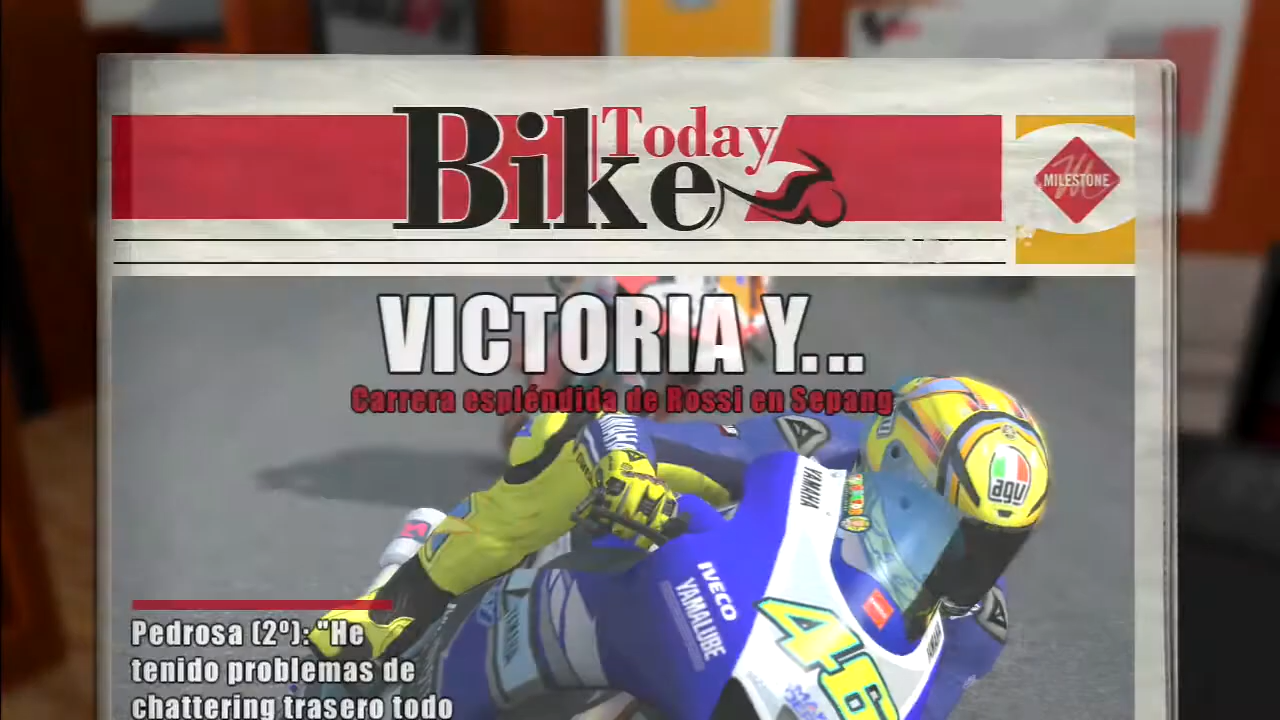 Bike Today
MILESTONE
VICTORIA Y...
Carrera espléndida de Rossi en Sepang
YAMAHA
YAMAHA
agv
IVECO
YAMALUBE
46
Pedrosa (2º): "He
tenido problemas de
chattering trasero todo